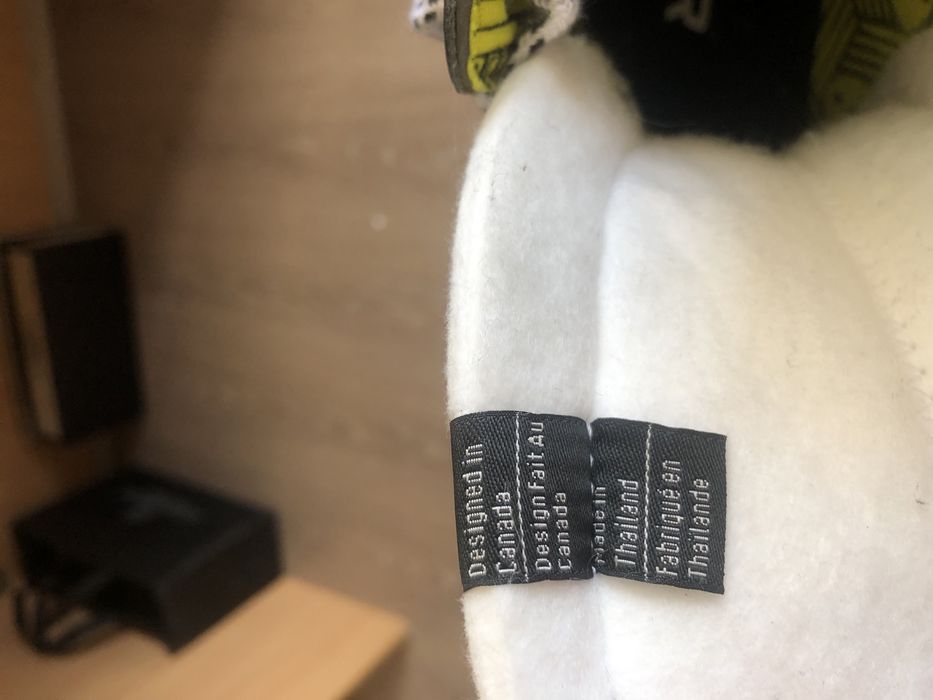 Designed in
Canada
Design Fait Au
Canada
Made in
Thailand
Fabriqué en
Thaïlande
R